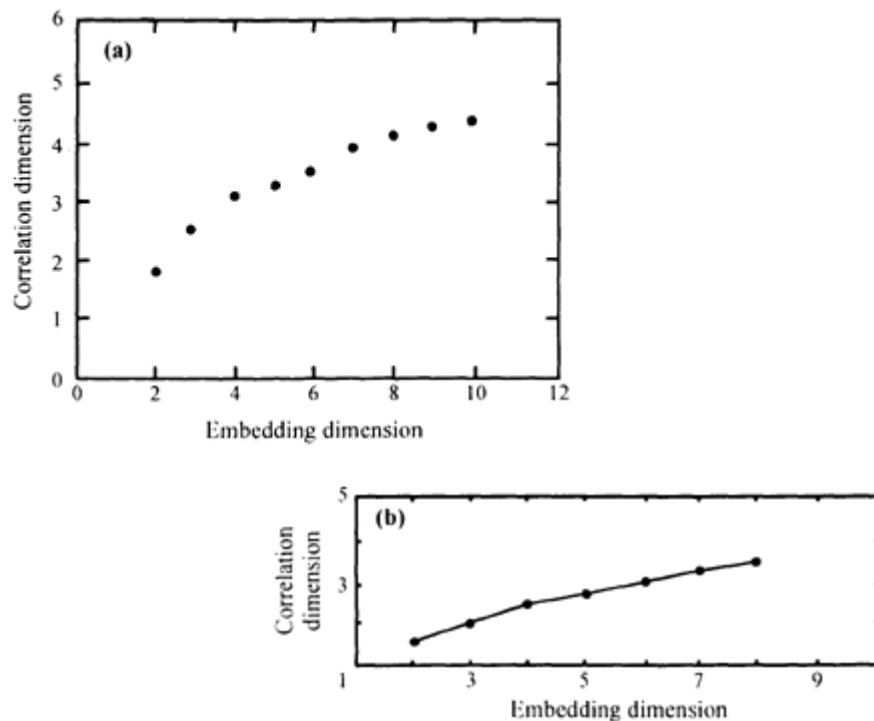 6
(a)
5
4
3
2
1
0
Correlation dimension
0 2 4 6 8 10 12
Embedding dimension
5
(b)
3
Correlation
dimension
1 3 5 7 9
Embedding dimension